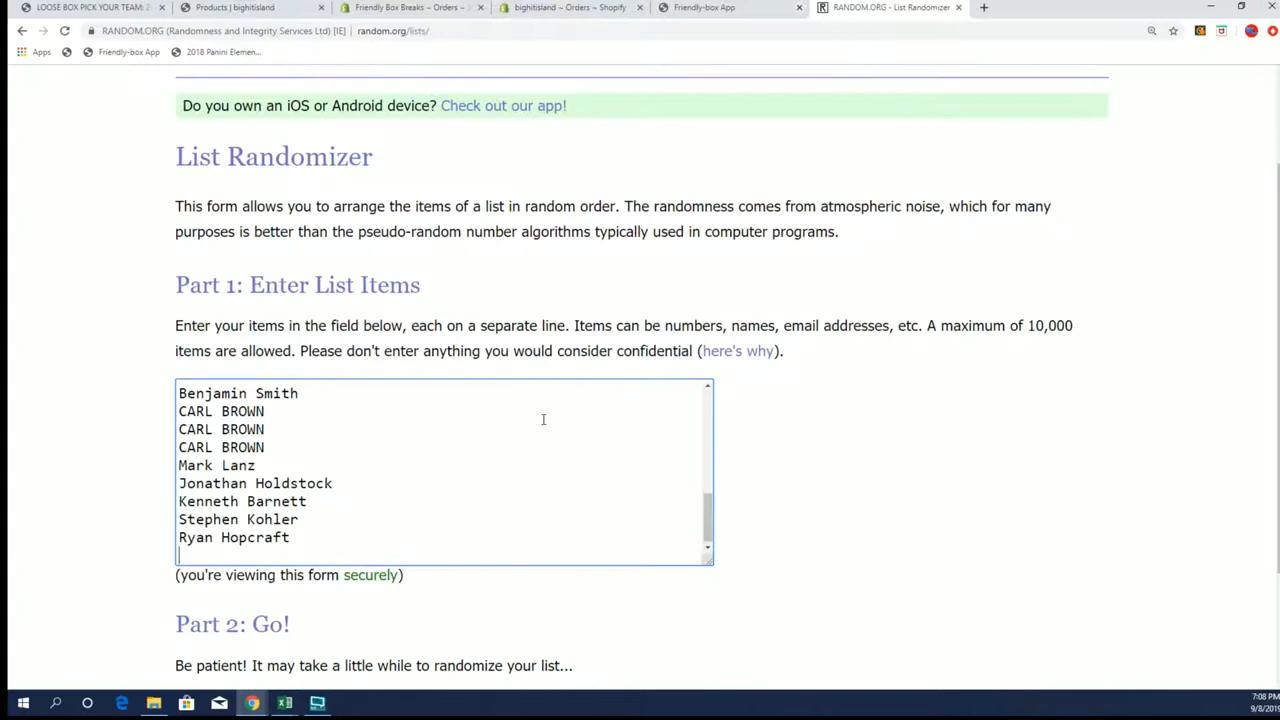 LOOSE BOX PICK YOUR TEAM: 2
Products | bighitisland
Friendly Box Breaks ~ Orders ~
bighitisland ~ Orders ~ Shopify
Friendly-box App
RANDOM.ORG - List Randomizer
RANDOM.ORG (Randomness and Integrity Services Ltd) [IE] | random.org/lists/
Apps
Friendly-box App
2018 Panini Elemen...
Do you own an iOS or Android device? Check out our app!
List Randomizer
This form allows you to arrange the items of a list in random order. The randomness comes from atmospheric noise, which for many
purposes is better than the pseudo-random number algorithms typically used in computer programs.
Part 1: Enter List Items
Enter your items in the field below, each on a separate line. Items can be numbers, names, email addresses, etc. A maximum of 10,000
items are allowed. Please don't enter anything you would consider confidential (here's why).
Benjamin Smith
CARL BROWN
CARL BROWN
CARL BROWN
Mark Lanz
Jonathan Holdstock
Kenneth Barnett
Stephen Kohler
Ryan Hopcraft
(you're viewing this form securely)
Part 2: Go!
Be patient! It may take a little while to randomize your list...
7:08 PM
9/8/201